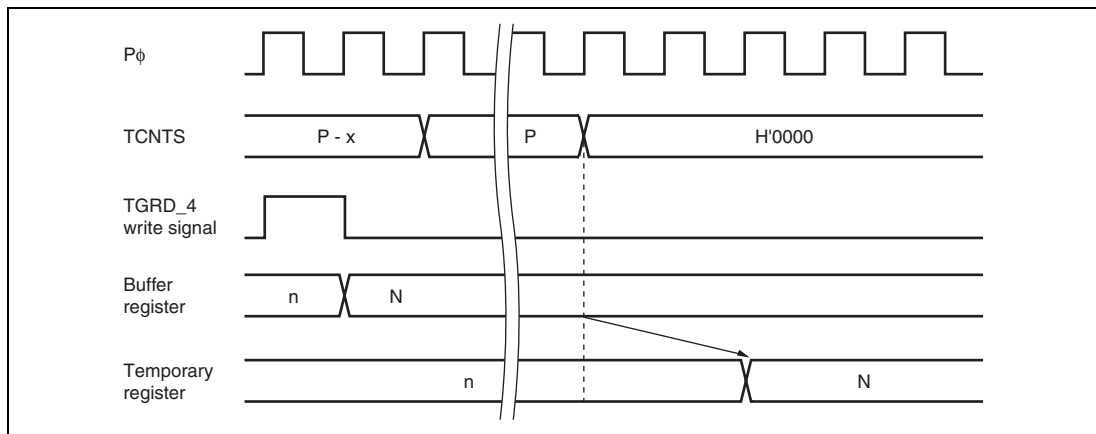 Pϕ
TCNTS
P - x
P
H'0000
TGRD_4
write signal
Buffer
register
n
N
Temporary
register
n
N